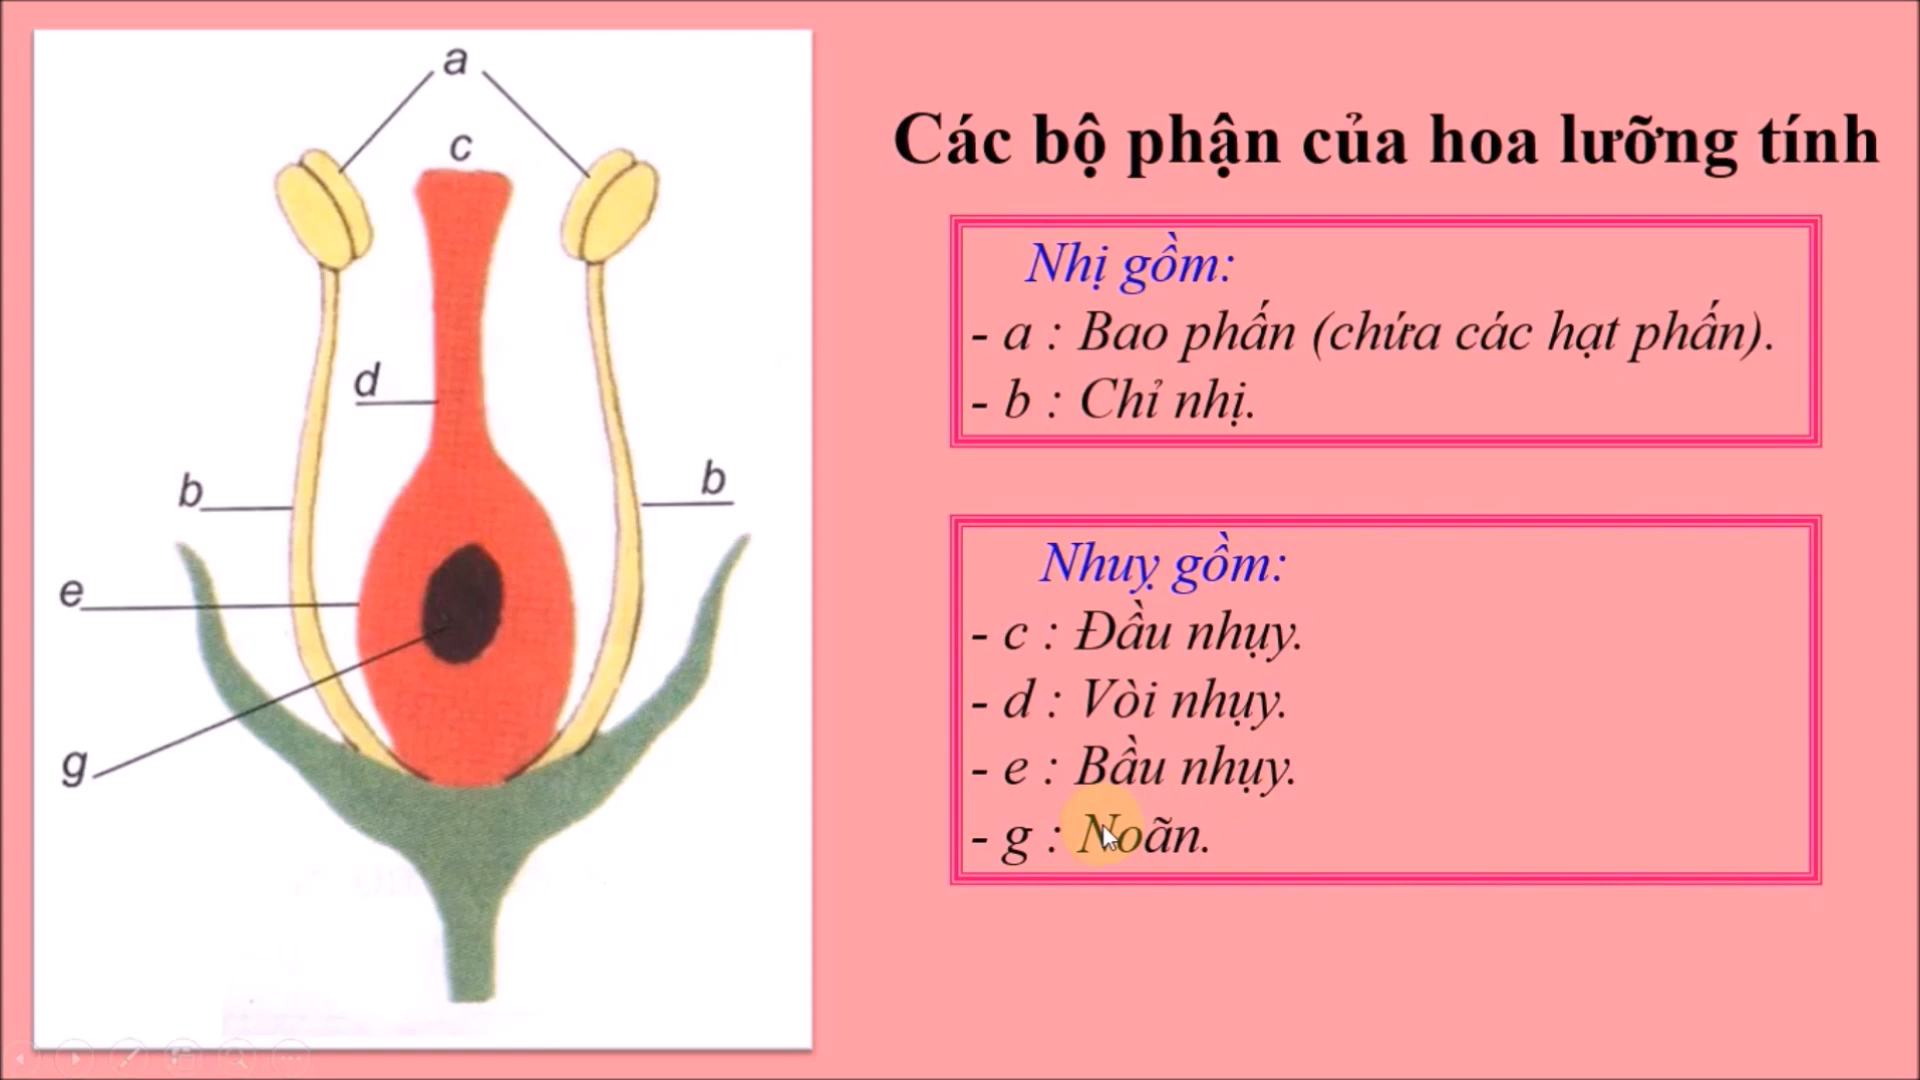 a
c
d
b
b
e
g
Các bộ phận của hoa lưỡng tính
Nhị gồm:
- a : Bao phấn (chứa các hạt phấn).
- b : Chỉ nhị.
Nhuỵ gồm:
- c : Đầu nhụy.
- d : Vòi nhụy.
- e : Bầu nhụy.
- g : Noãn.